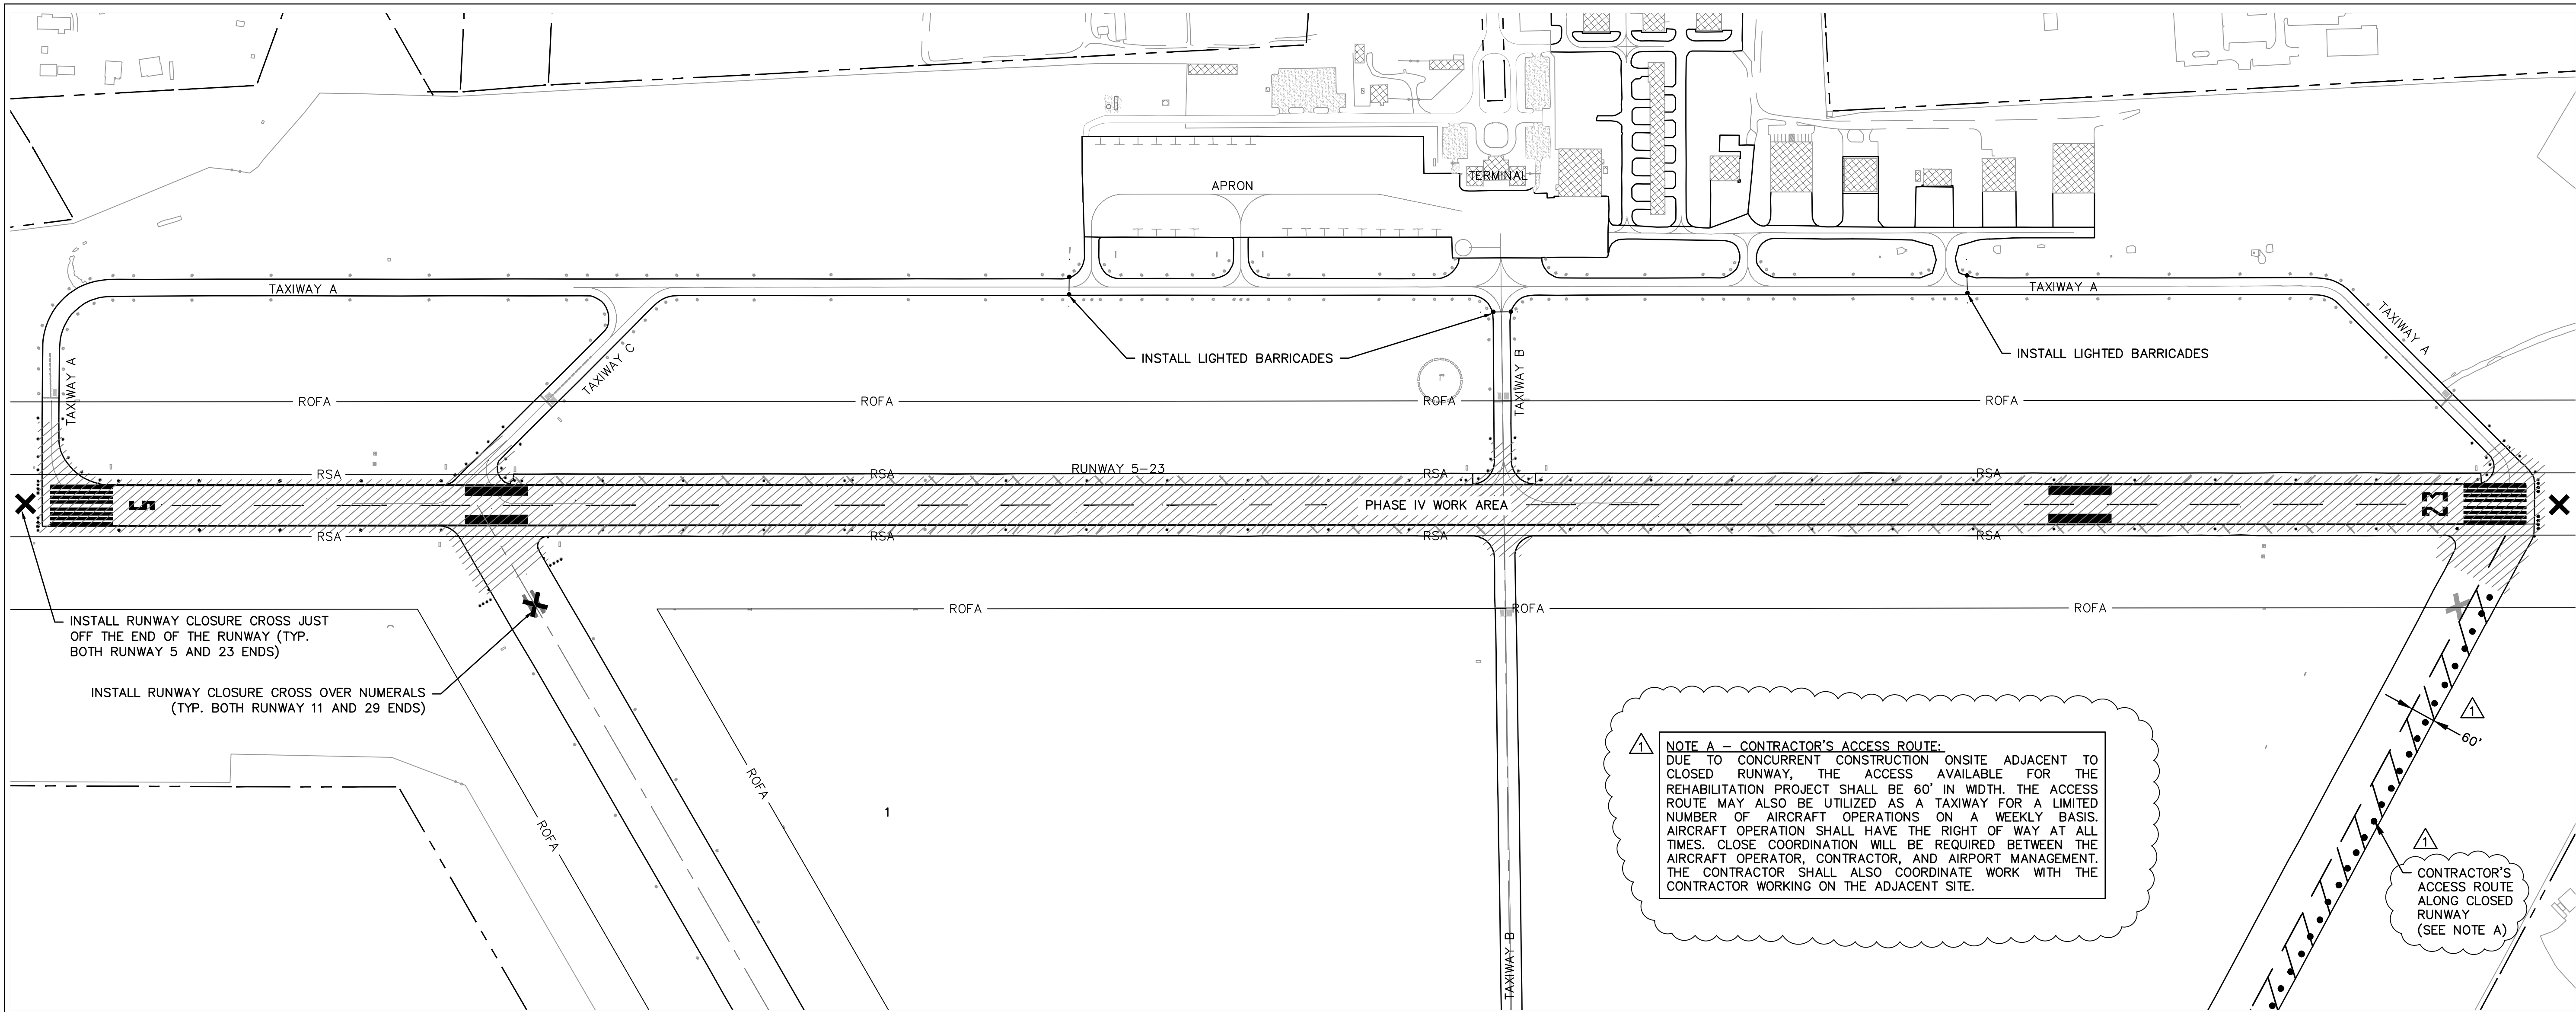 TERMINAL
APRON
TAXIWAY A
TAXIWAY A
TAXIWAY A
TAXIWAY A
TAXIWAY C
TAXIWAY B
INSTALL LIGHTED BARRICADES
INSTALL LIGHTED BARRICADES
ROFA
ROFA
ROFA
ROFA
RSA
RSA
RUNWAY 5-23
RSA
RSA
5
PHASE IV WORK AREA
23
RSA
RSA
RSA
RSA
ROFA
ROFA
ROFA
INSTALL RUNWAY CLOSURE CROSS JUST
OFF THE END OF THE RUNWAY (TYP.
BOTH RUNWAY 5 AND 23 ENDS)
INSTALL RUNWAY CLOSURE CROSS OVER NUMERALS
(TYP. BOTH RUNWAY 11 AND 29 ENDS)
ROFA
ROFA
1
TAXIWAY B
1
NOTE A – CONTRACTOR'S ACCESS ROUTE:
DUE TO CONCURRENT CONSTRUCTION ONSITE ADJACENT TO
CLOSED RUNWAY, THE ACCESS AVAILABLE FOR THE
REHABILITATION PROJECT SHALL BE 60' IN WIDTH. THE ACCESS
ROUTE MAY ALSO BE UTILIZED AS A TAXIWAY FOR A LIMITED
NUMBER OF AIRCRAFT OPERATIONS ON A WEEKLY BASIS.
AIRCRAFT OPERATION SHALL HAVE THE RIGHT OF WAY AT ALL
TIMES. CLOSE COORDINATION WILL BE REQUIRED BETWEEN THE
AIRCRAFT OPERATOR, CONTRACTOR, AND AIRPORT MANAGEMENT.
THE CONTRACTOR SHALL ALSO COORDINATE WORK WITH THE
CONTRACTOR WORKING ON THE ADJACENT SITE.
1
60'
1
CONTRACTOR'S
ACCESS ROUTE
ALONG CLOSED
RUNWAY
(SEE NOTE A)